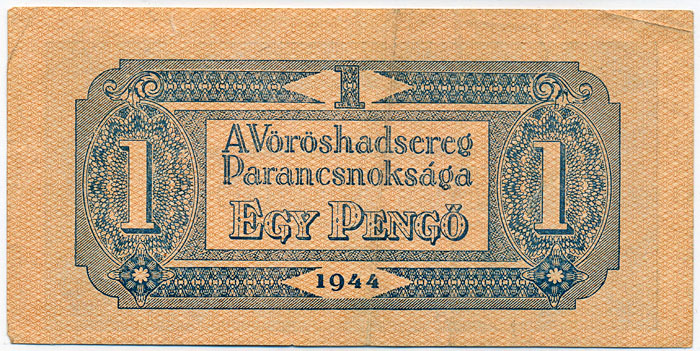 1
A Vöröshadsereg
Parancsnoksága
1 EGY PENGŐ 1
1944